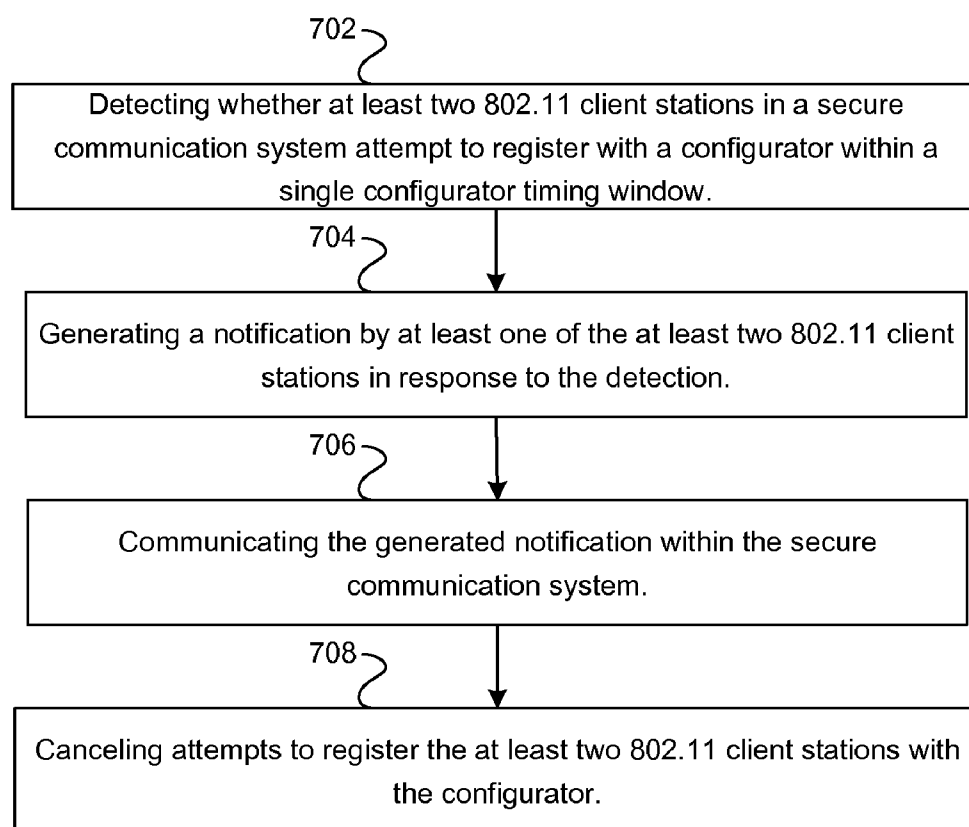 702
Detecting whether at least two 802.11 client stations in a secure
communication system attempt to register with a configurator within a
single configurator timing window.
704
Generating a notification by at least one of the at least two 802.11 client
stations in response to the detection.
706
Communicating the generated notification within the secure
communication system.
708
Canceling attempts to register the at least two 802.11 client stations with
the configurator.